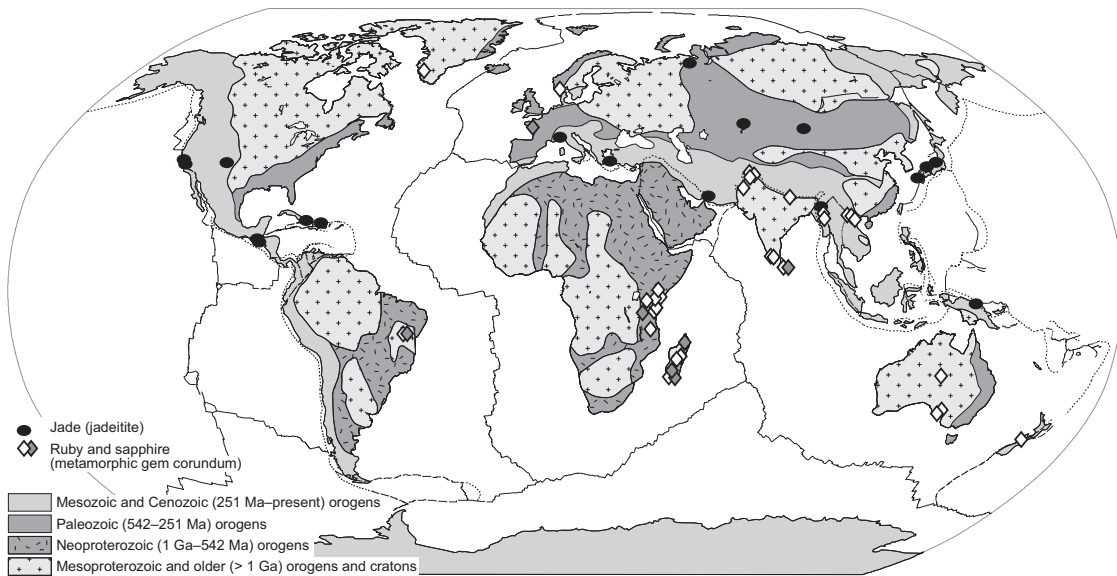 Jade (jadeitite)
Ruby and sapphire
(metamorphic gem corundum)
Mesozoic and Cenozoic (251 Ma–present) orogens
Paleozoic (542–251 Ma) orogens
Neoproterozoic (1 Ga–542 Ma) orogens
Mesoproterozoic and older (> 1 Ga) orogens and cratons